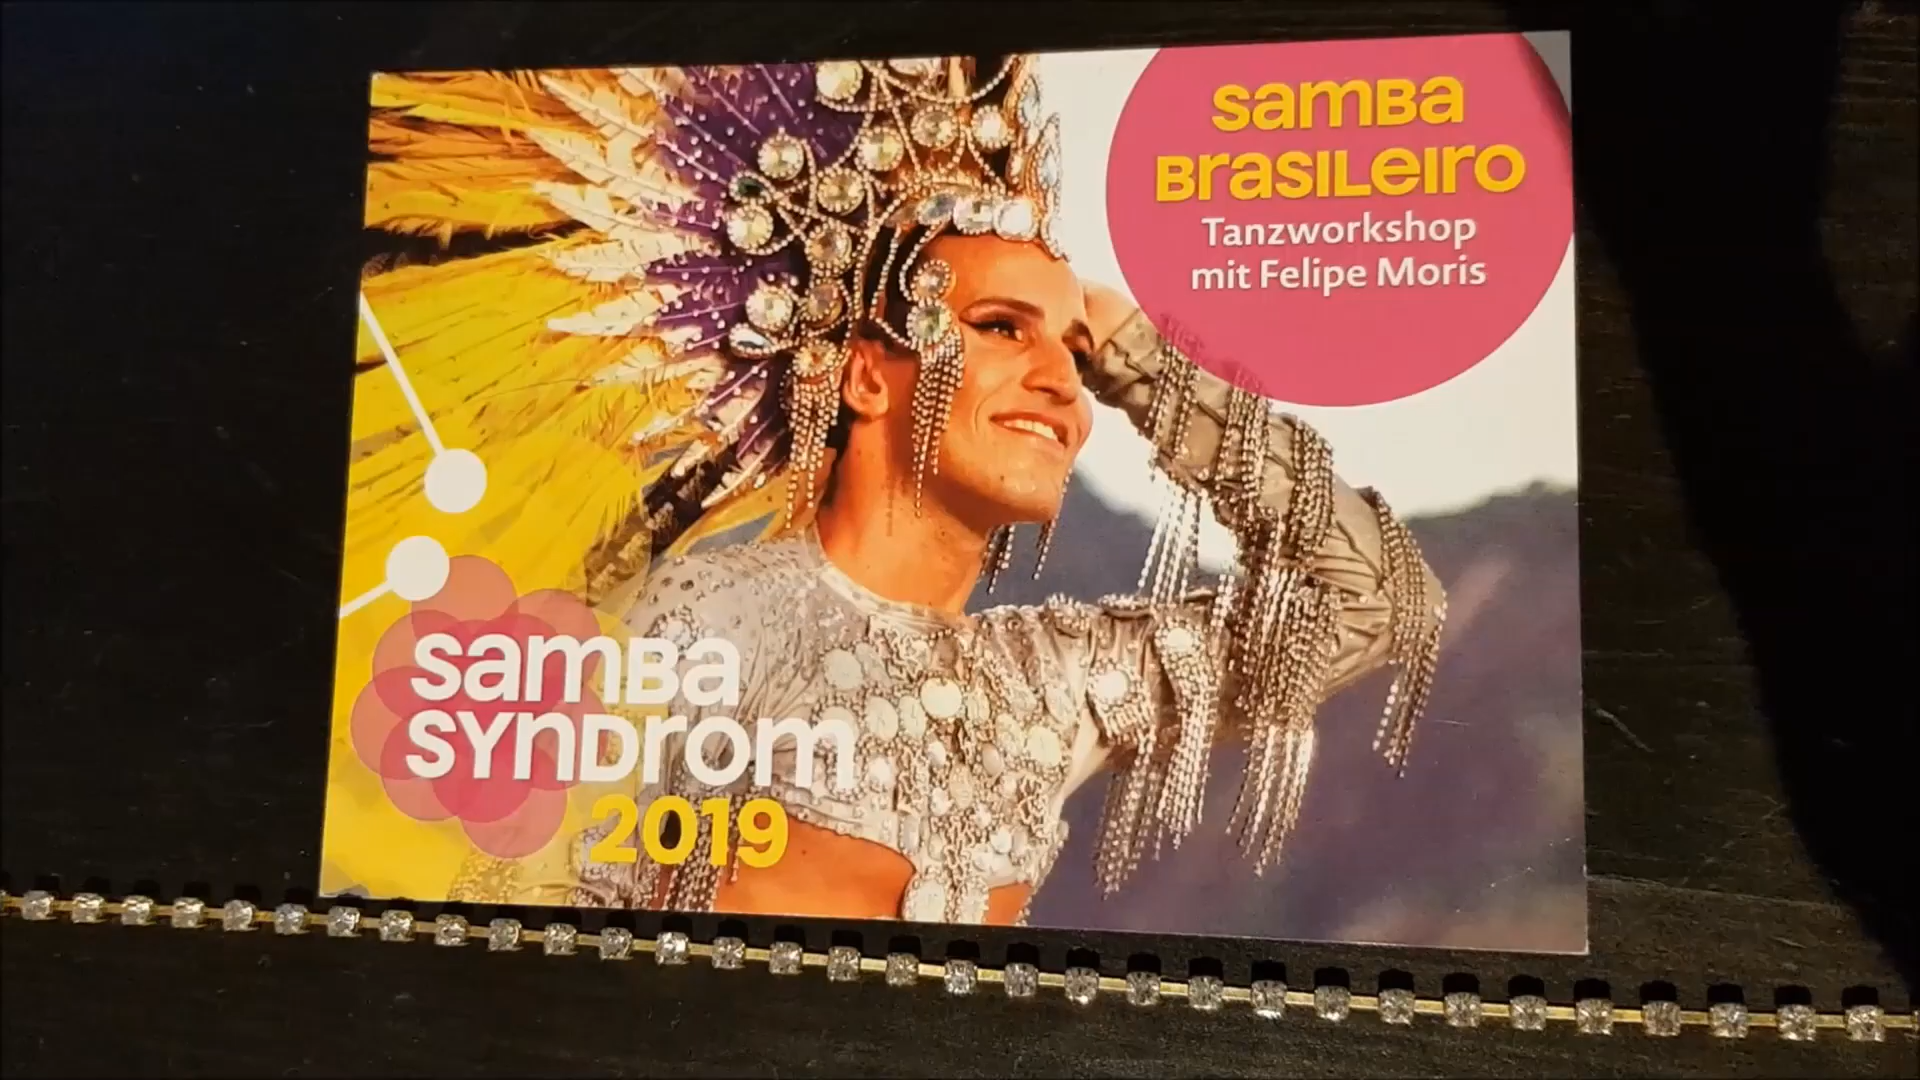 samba
Brasileiro
Tanzworkshop
mit Felipe Moris
samba
syndrom
2019